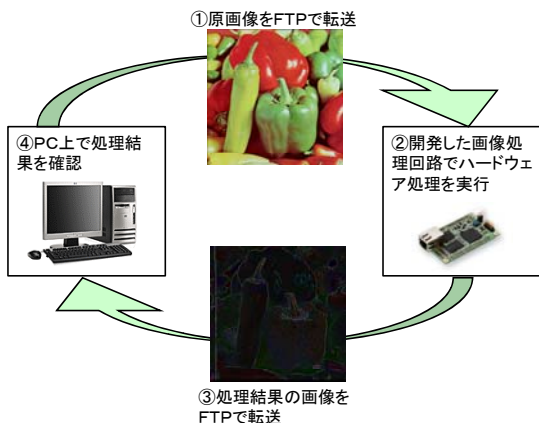 ①原画像をFTPで転送
④PC上で処理結
果を確認
②開発した画像処
理回路でハードウェ
ア処理を実行
③処理結果の画像を
FTPで転送